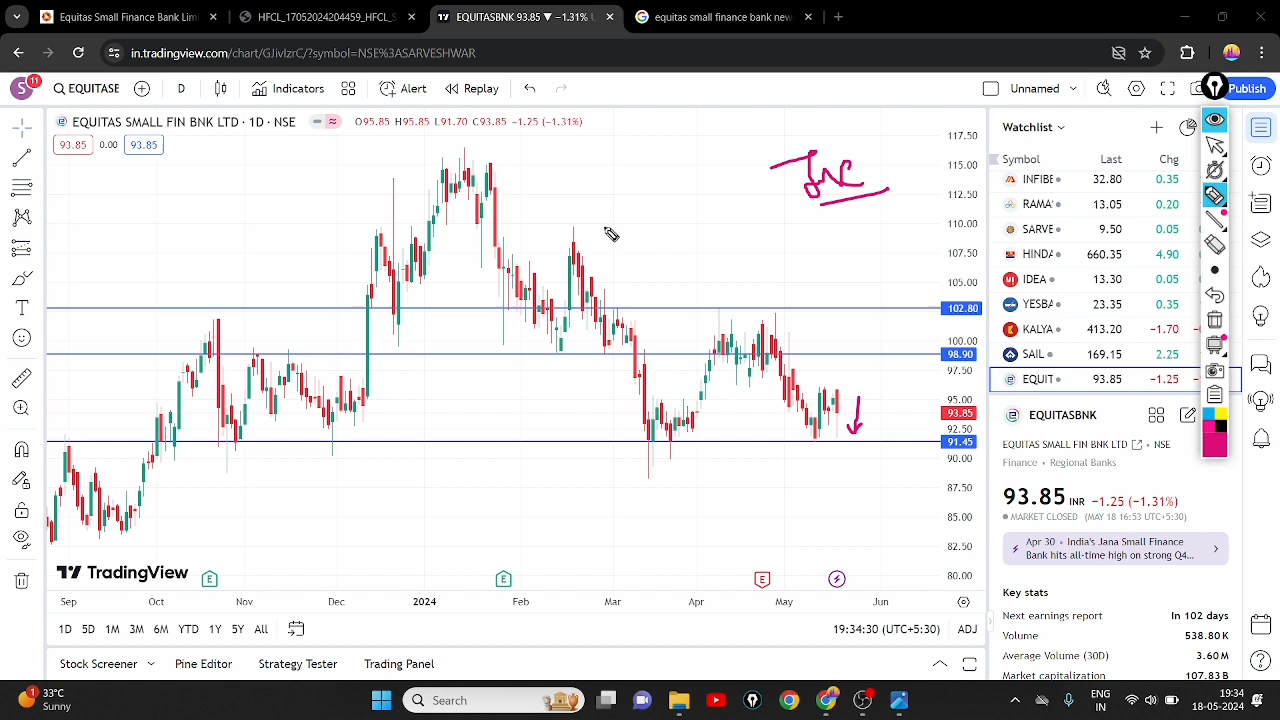 Equitas Small Finance Bank Limi
HFCL_17052024204459_HFCL_S
EQUITASBNK 93.85 ▼ −1.31% U
equitas small finance bank new
in.tradingview.com/chart/GJivlzrC/?symbol=NSE%3ASARVESHWAR
S 11
EQUITASE
D
Indicators
Alert
Replay
Unnamed
Publish
EQUITAS SMALL FIN BNK LTD · 1D · NSE
O95.85 H95.85 L91.70 C93.85 −1.25 (−1.31%)
93.85 0.00 93.85
117.50
115.00
112.50
110.00
107.50
105.00
102.80
100.00
98.90
97.50
95.00
93.85
92.50
91.45
90.00
87.50
85.00
82.50
80.00
TradingView
E E E
Sep Oct Nov Dec 2024 Feb Mar Apr May Jun
1D 5D 1M 3M 6M YTD 1Y 5Y All
19:34:30 (UTC+5:30) ADJ
Stock Screener Pine Editor Strategy Tester Trading Panel
Watchlist
Symbol Last Chg
INFIBE 32.80 0.35
RAMA 13.05 0.20
SARVE 9.50 0.05
HINDA 660.35 4.90
IDEA 13.30 0.05
YESBA 23.35 0.35
KALYA 413.20 −1.70
SAIL 169.15 2.25
EQUIT 93.85 −1.25
EQUITASBNK
EQUITAS SMALL FIN BNK LTD • NSE
Finance • Regional Banks
93.85 INR −1.25 (−1.31%)
MARKET CLOSED (MAY 18 16:53 UTC+5:30)
Apr 30 • India's Jana Small Finance
Bank hits all-time high on strong Q4...
Key stats
Next earnings report In 102 days
Volume 538.80 K
Average Volume (30D) 3.60 M
Market capitalization 107.83 B
1
33°C
Sunny
Search
ENG
IN
19:34
18-05-2024